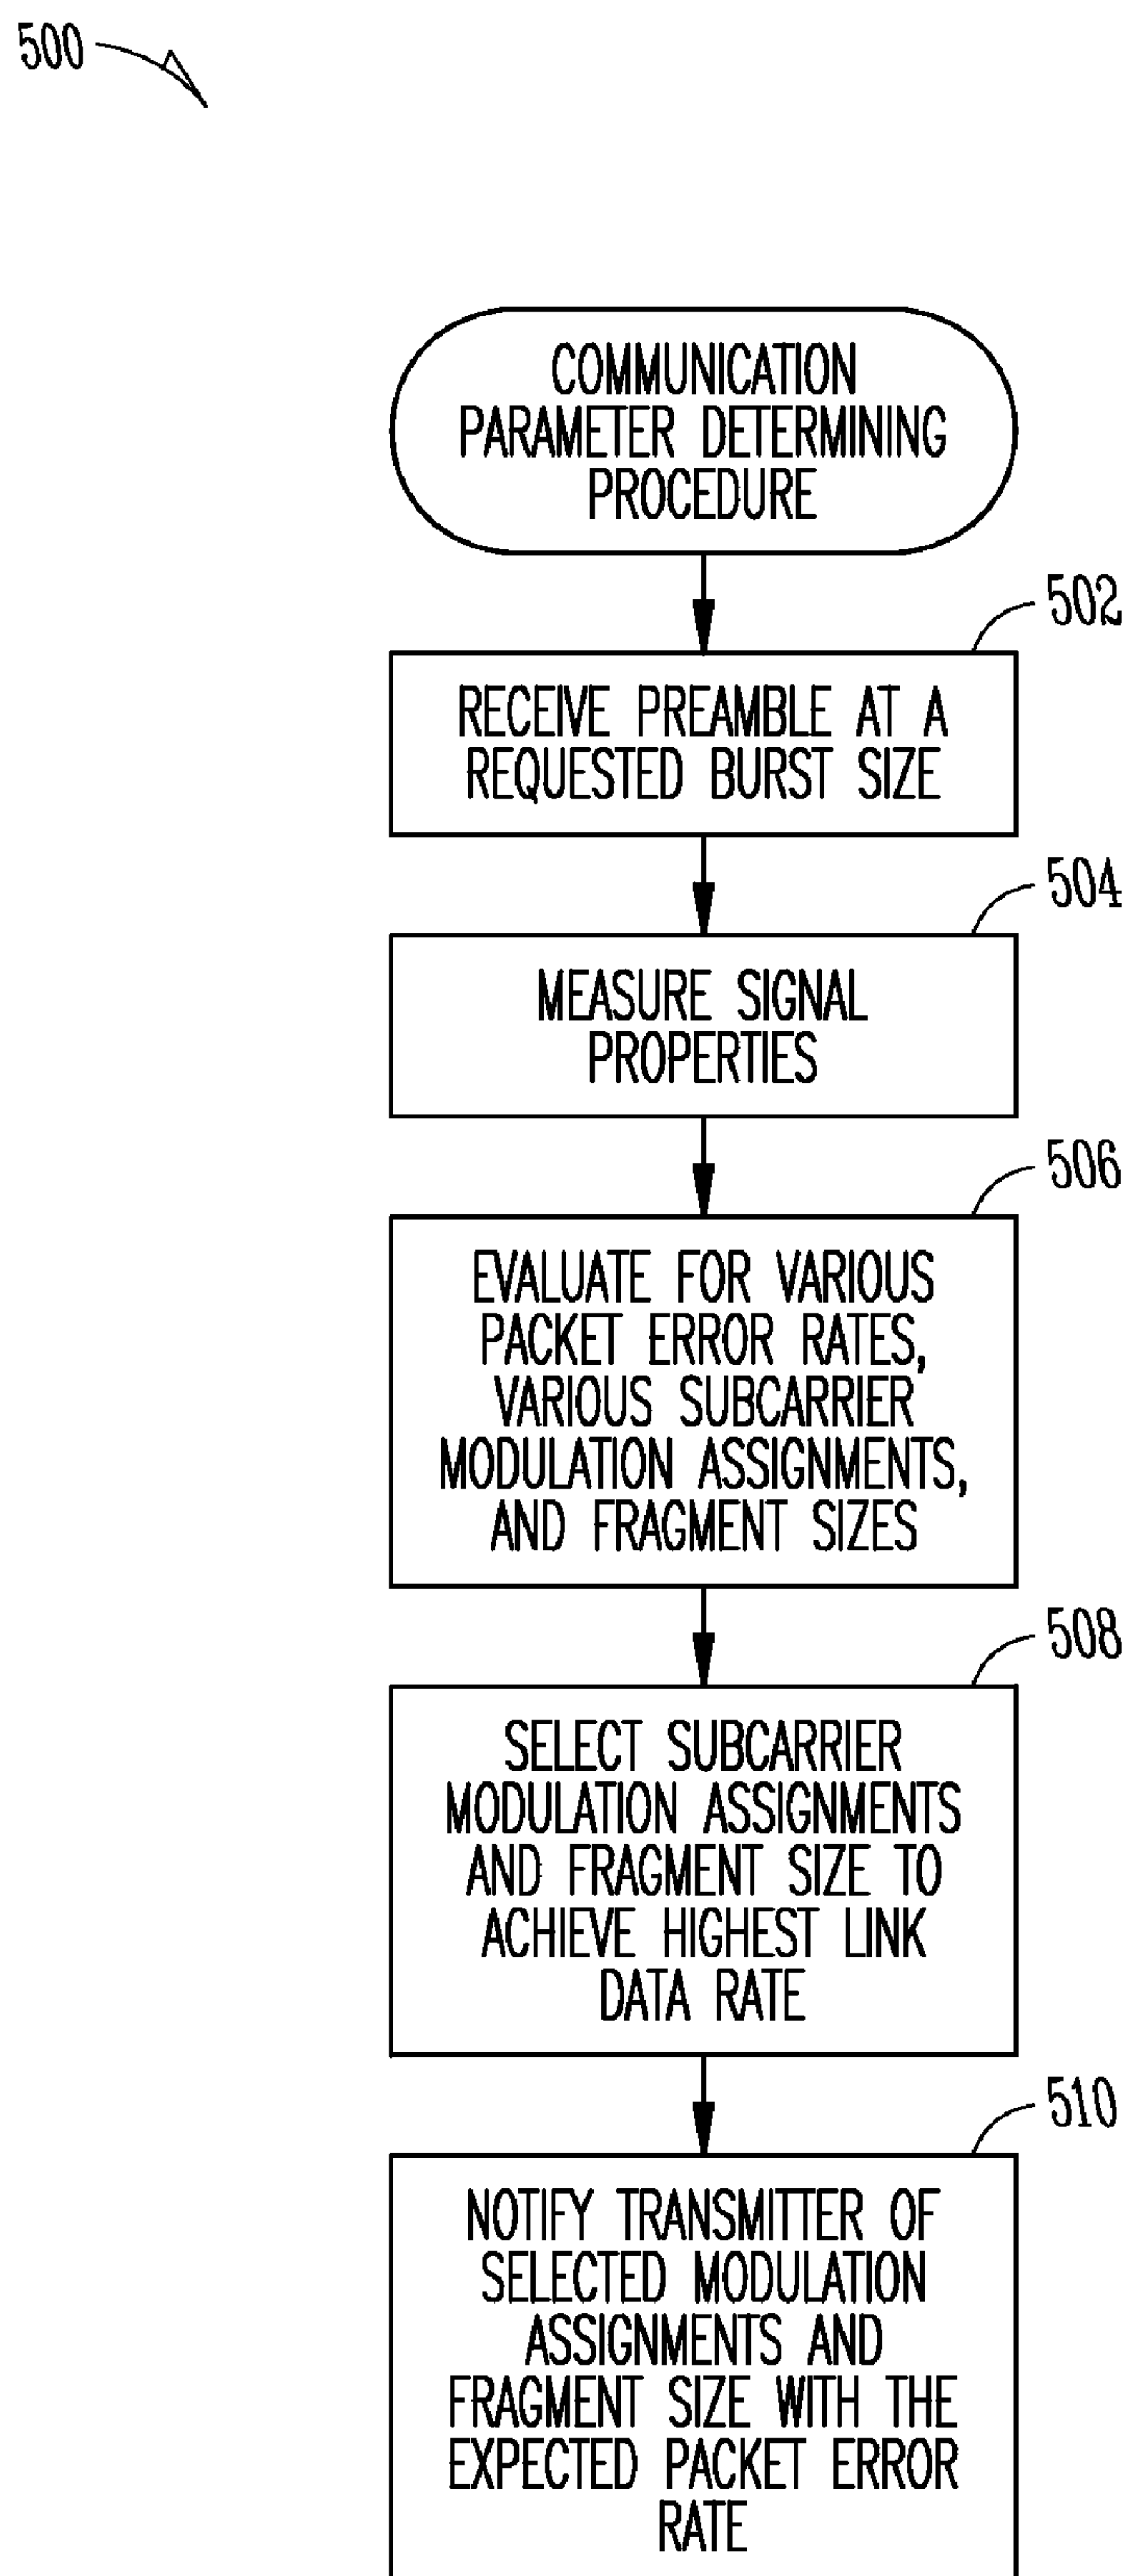 500
COMMUNICATION
PARAMETER DETERMINING
PROCEDURE
502
RECEIVE PREAMBLE AT A
REQUESTED BURST SIZE
504
MEASURE SIGNAL
PROPERTIES
506
EVALUATE FOR VARIOUS
PACKET ERROR RATES,
VARIOUS SUBCARRIER
MODULATION ASSIGNMENTS,
AND FRAGMENT SIZES
508
SELECT SUBCARRIER
MODULATION ASSIGNMENTS
AND FRAGMENT SIZE TO
ACHIEVE HIGHEST LINK
DATA RATE
510
NOTIFY TRANSMITTER OF
SELECTED MODULATION
ASSIGNMENTS AND
FRAGMENT SIZE WITH THE
EXPECTED PACKET ERROR
RATE